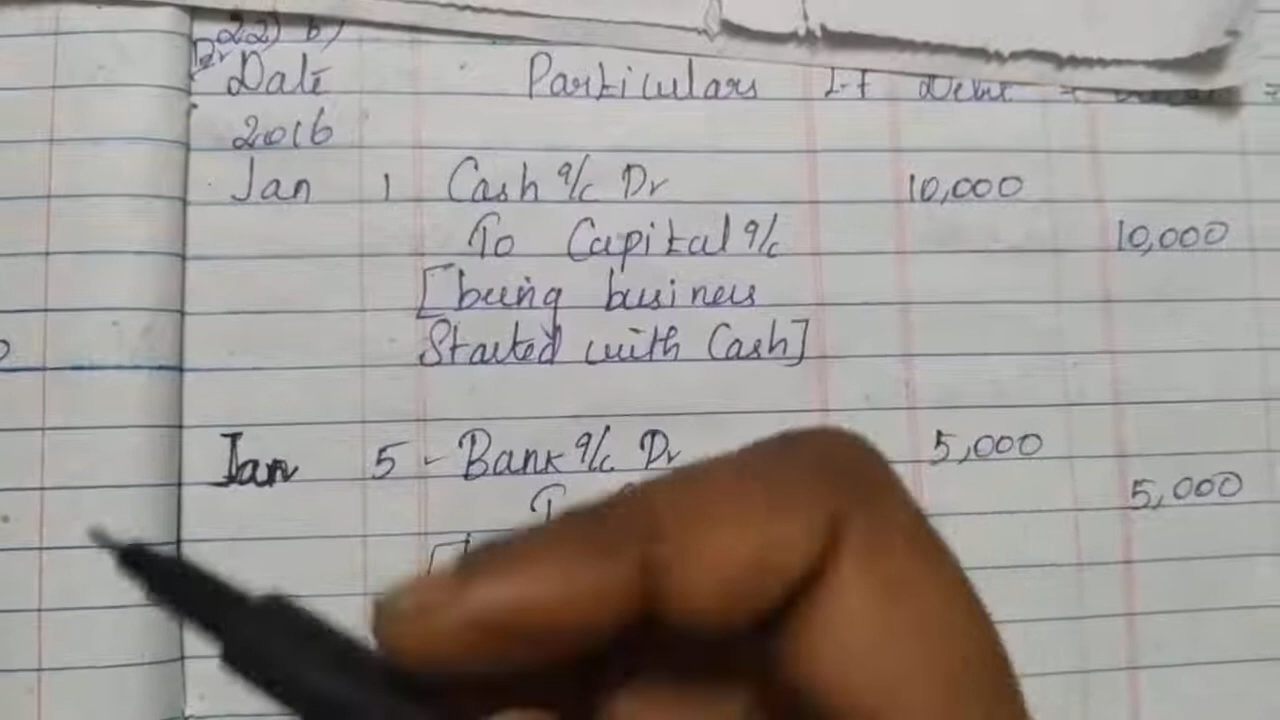 22) b)
Date Particulars L.F Debit
2016
Jan 1 Cash a/c Dr 10,000
To Capital a/c 10,000
[being business
Started with Cash]
Jan 5 - Bank a/c Dr 5,000
5,000